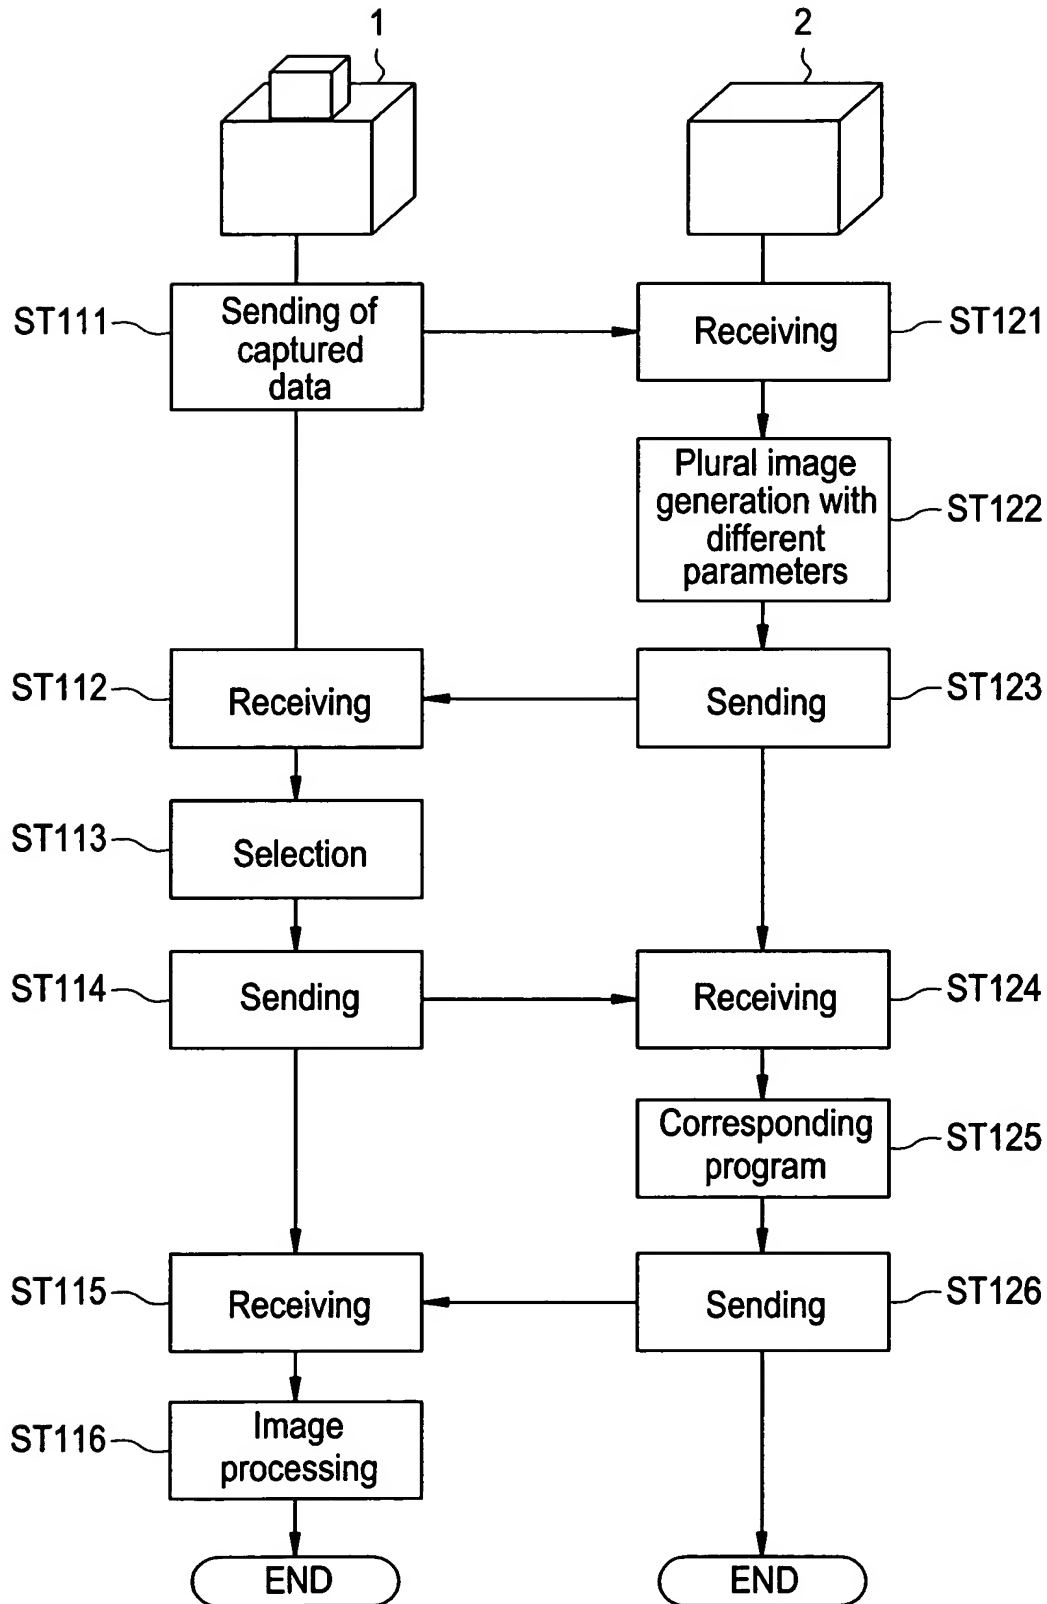 1
2
ST111
Sending of
captured
data
Receiving
ST121
Plural image
generation with
different
parameters
ST122
ST112
Receiving
Sending
ST123
ST113
Selection
ST114
Sending
Receiving
ST124
Corresponding
program
ST125
ST115
Receiving
Sending
ST126
ST116
Image
processing
END
END